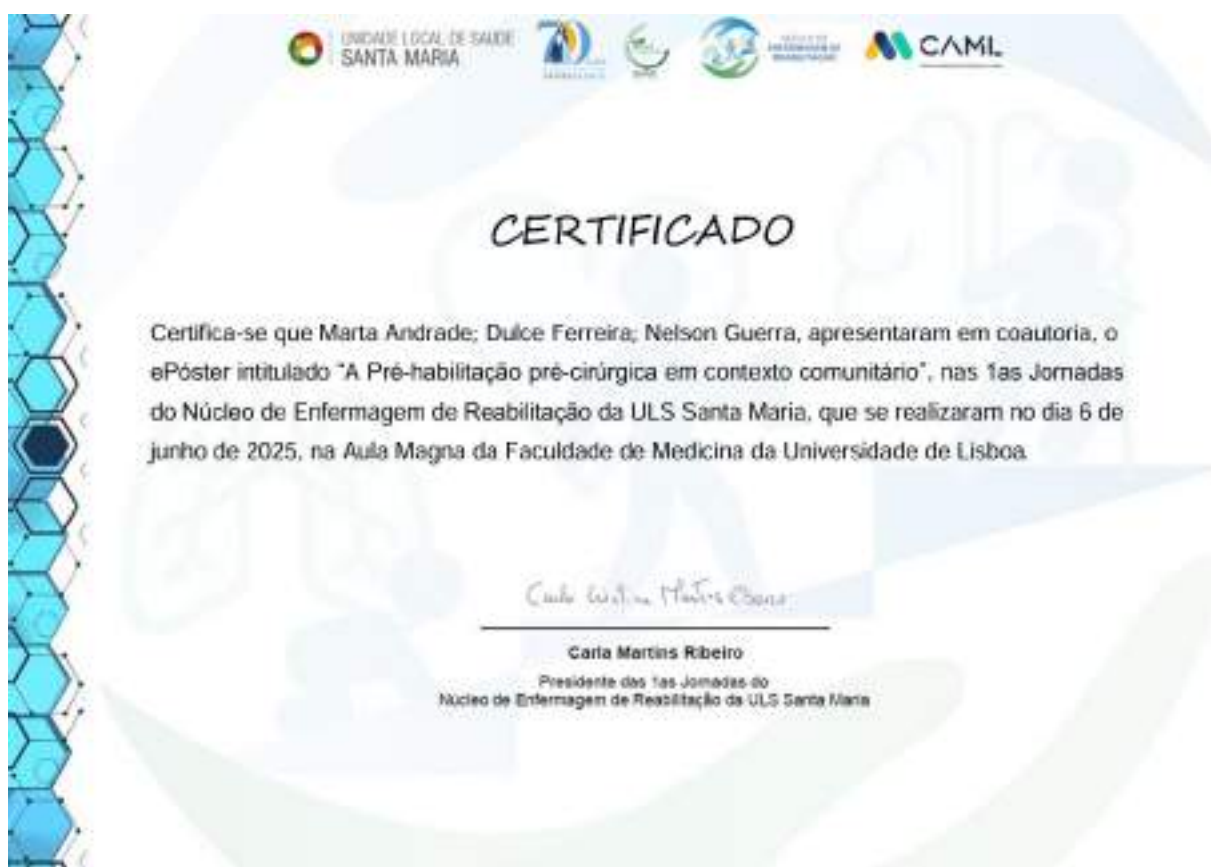 UNIDADE LOCAL DE SAÚDE
SANTA MARIA
CAML
CERTIFICADO
Certifica-se que Marta Andrade; Dulce Ferreira; Nelson Guerra, apresentaram em coautoria, o
ePóster intitulado "A Pré-habilitação pré-cirúrgica em contexto comunitário", nas 1as Jornadas
do Núcleo de Enfermagem de Reabilitação da ULS Santa Maria, que se realizaram no dia 6 de
junho de 2025, na Aula Magna da Faculdade de Medicina da Universidade de Lisboa.
Carla Martins Ribeiro
Presidente das 1as Jornadas do
Núcleo de Enfermagem de Reabilitação da ULS Santa Maria